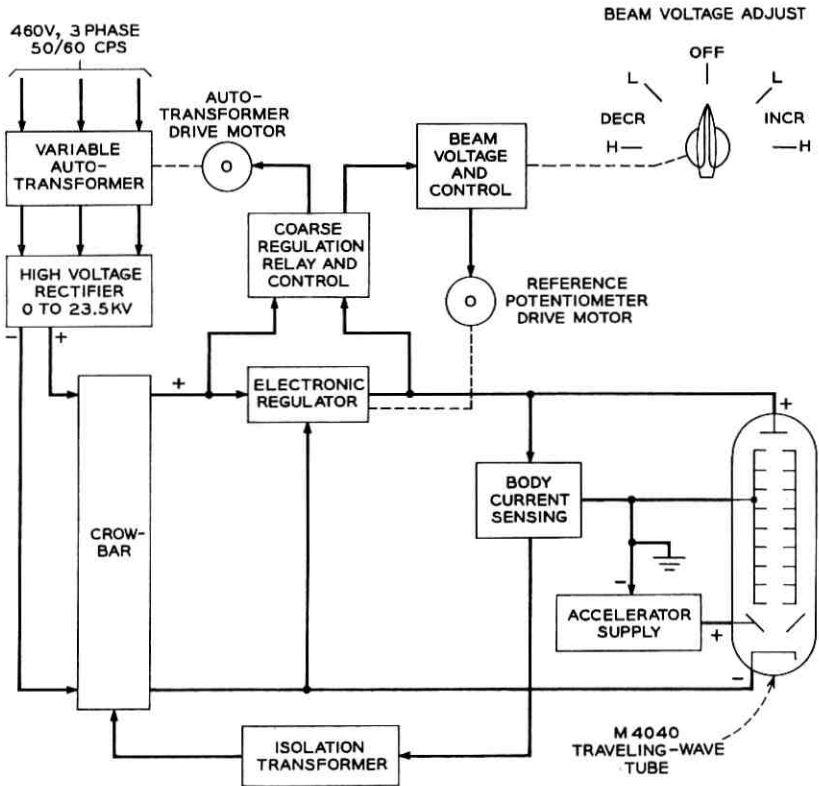 460V, 3 PHASE
50/60 CPS
BEAM VOLTAGE ADJUST
OFF
L
L
DECR
INCR
H
H
AUTO-
TRANSFORMER
DRIVE MOTOR
VARIABLE
AUTO-
TRANSFORMER
O
BEAM
VOLTAGE
AND
CONTROL
COARSE
REGULATION
RELAY AND
CONTROL
HIGH VOLTAGE
RECTIFIER
0 TO 23.5KV
O
REFERENCE
POTENTIOMETER
DRIVE MOTOR
-
+
+
ELECTRONIC
REGULATOR
+
CROW-
BAR
BODY
CURRENT
SENSING
-
ACCELERATOR
SUPPLY
+
-
ISOLATION
TRANSFORMER
M 4040
TRAVELING-WAVE
TUBE